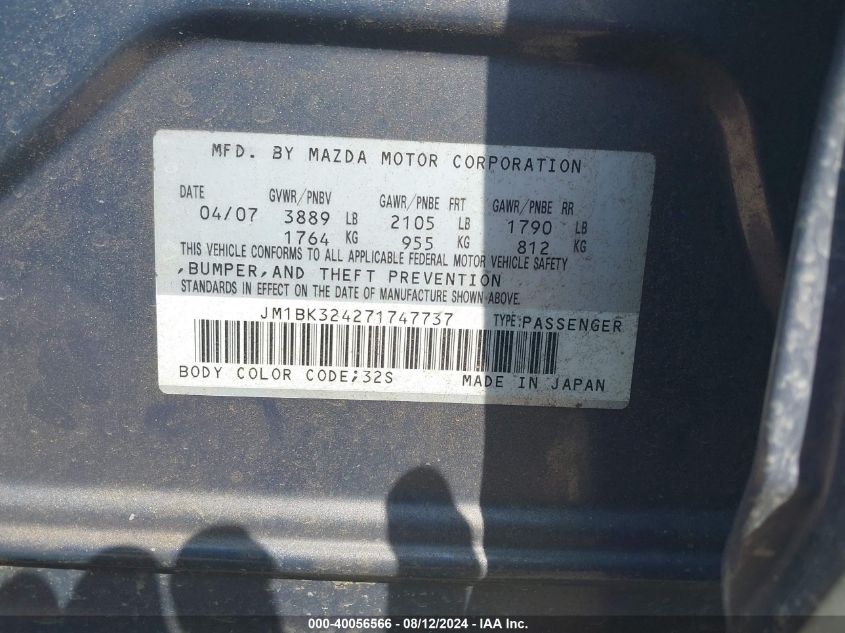 MFD. BY MAZDA MOTOR CORPORATION
DATE GVWR/PNBV GAWR/PNBE FRT GAWR/PNBE RR
04/07 3889 LB 2105 LB 1790 LB
1764 KG 955 KG 812 KG
THIS VEHICLE CONFORMS TO ALL APPLICABLE FEDERAL MOTOR VEHICLE SAFETY
,BUMPER,AND THEFT PREVENTION
STANDARDS IN EFFECT ON THE DATE OF MANUFACTURE SHOWN ABOVE.
JM1BK324271747737 TYPE:PASSENGER
BODY COLOR CODE;32S MADE IN JAPAN
000-40056566 - 08/12/2024 - IAA Inc.